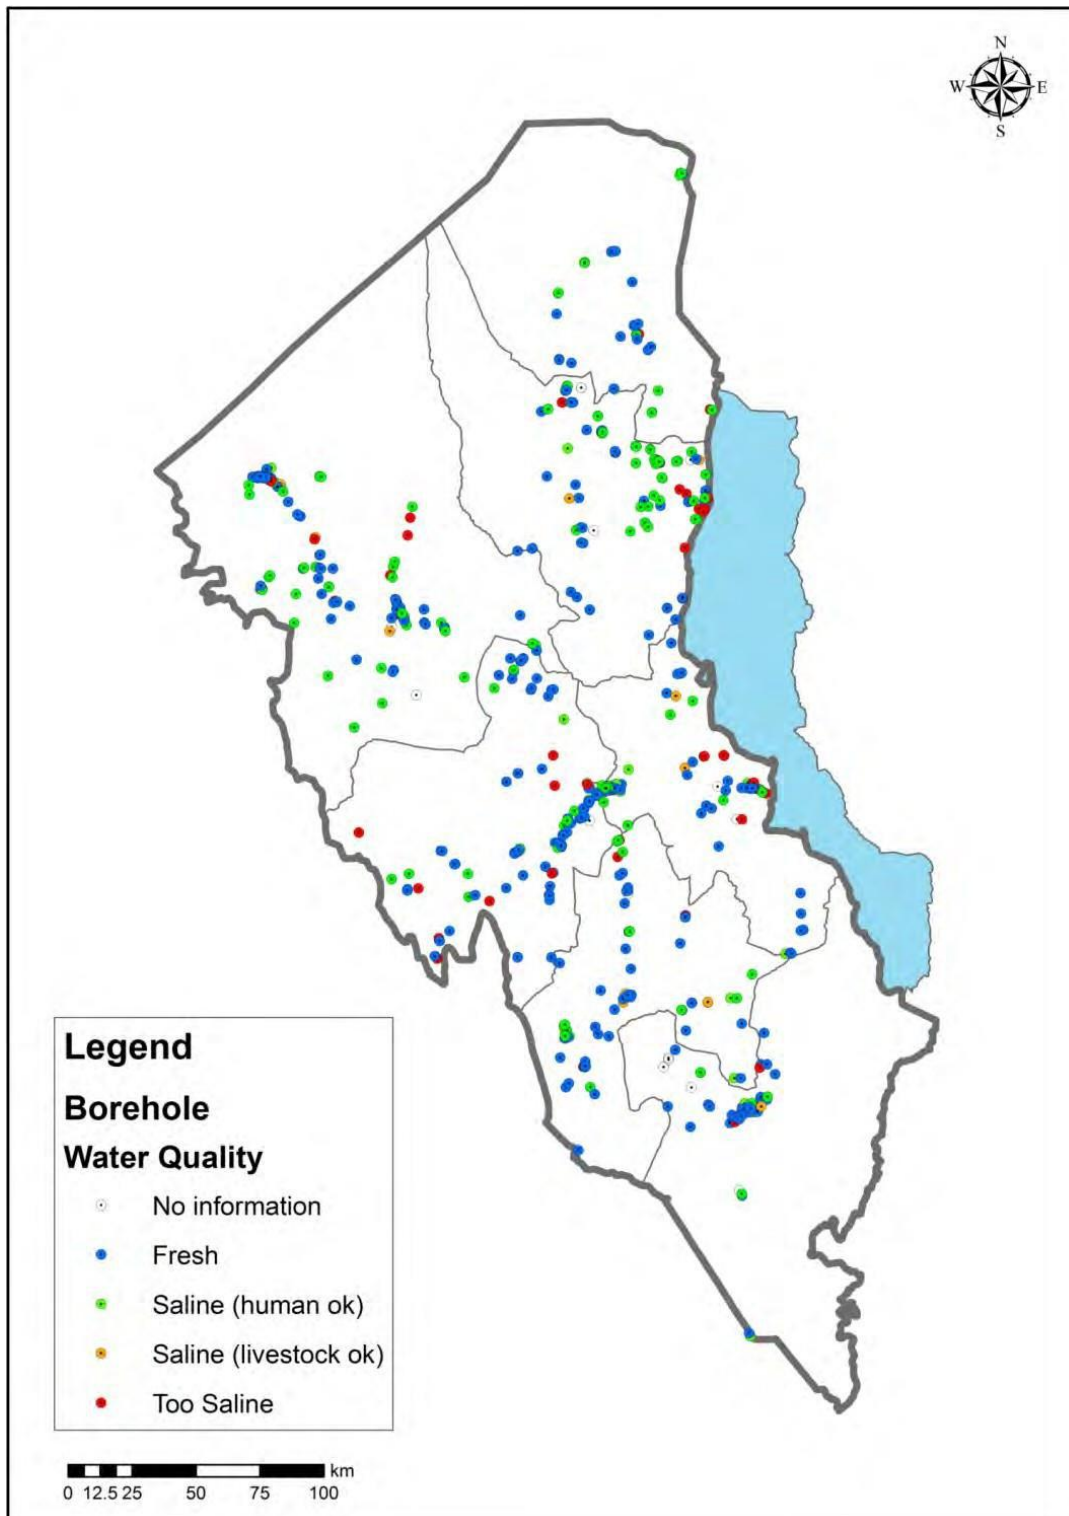 N
W E
S
Legend
Borehole
Water Quality
No information
Fresh
Saline (human ok)
Saline (livestock ok)
Too Saline
km
0 12.5 25 50 75 100